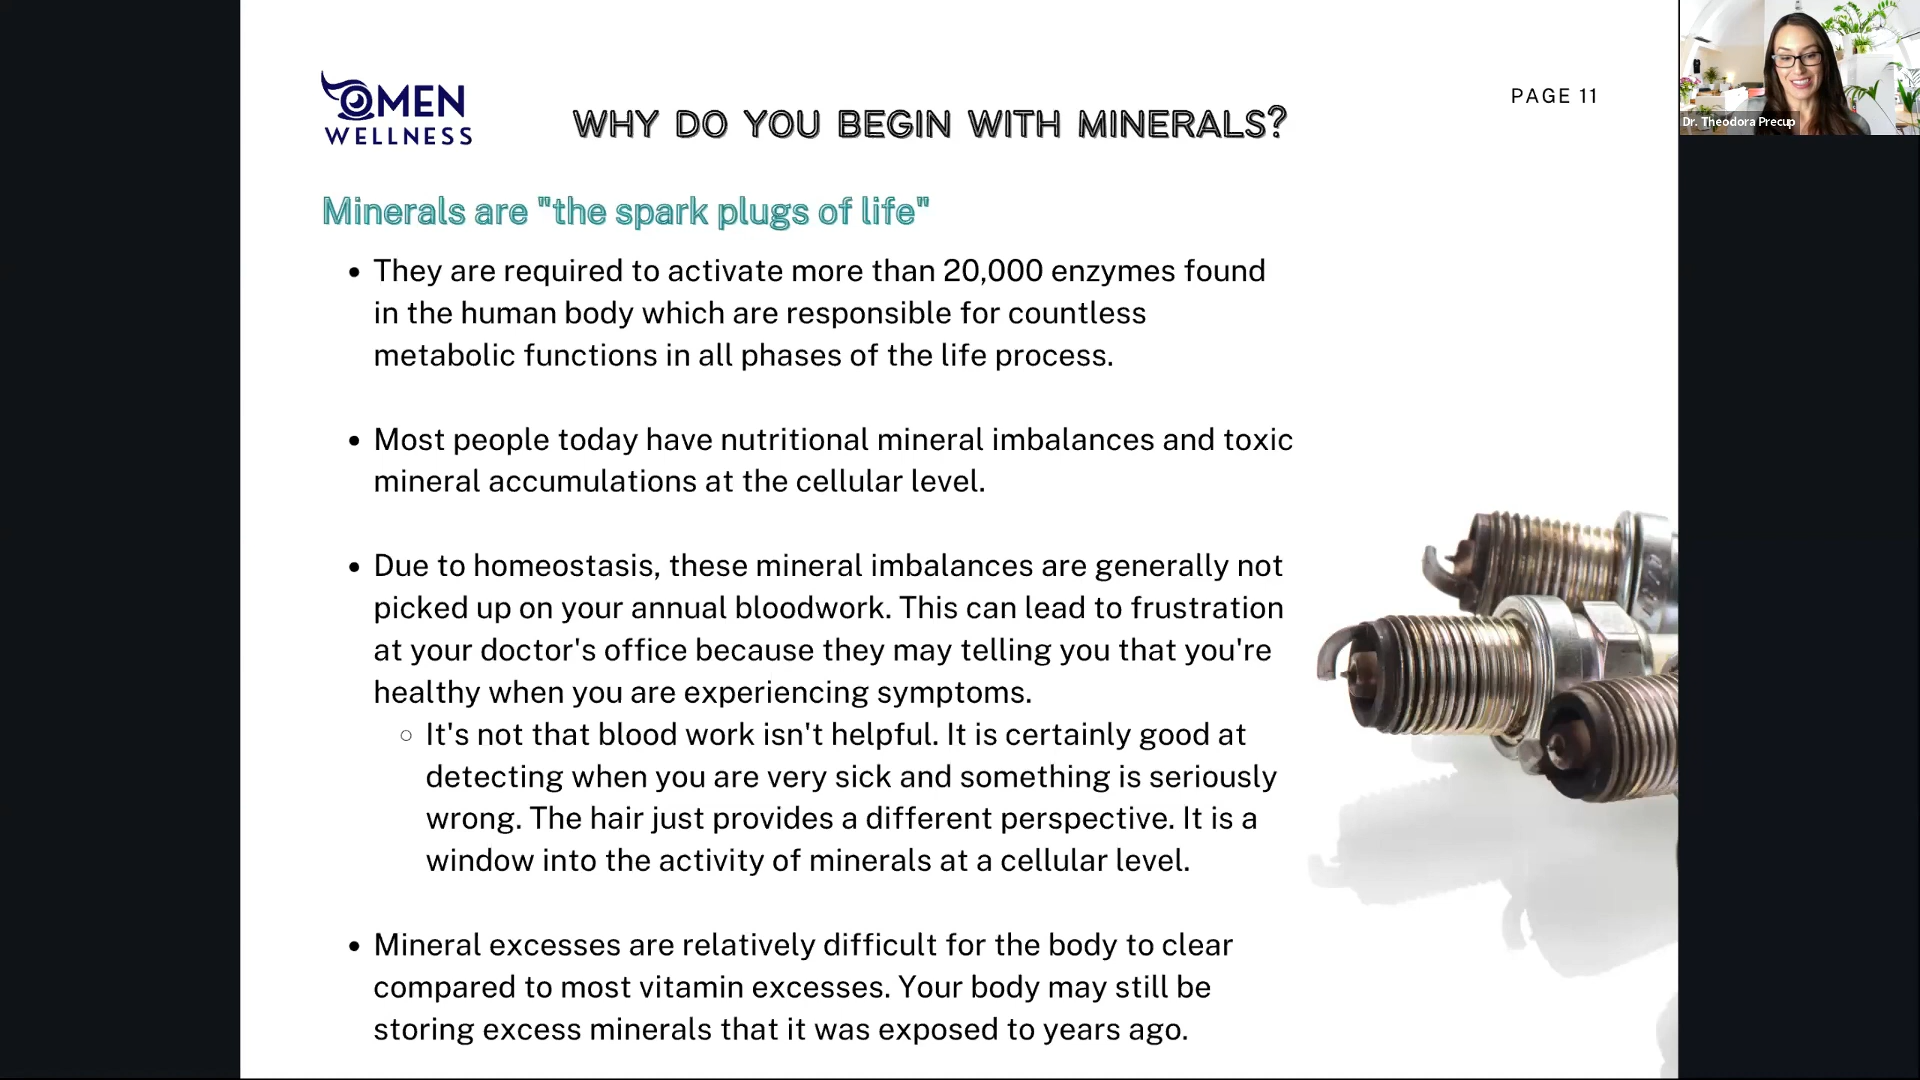 OMEN
WELLNESS
WHY DO YOU BEGIN WITH MINERALS?
PAGE 11
Dr. Theodora Precup
Minerals are "the spark plugs of life"
• They are required to activate more than 20,000 enzymes found
in the human body which are responsible for countless
metabolic functions in all phases of the life process.
• Most people today have nutritional mineral imbalances and toxic
mineral accumulations at the cellular level.
• Due to homeostasis, these mineral imbalances are generally not
picked up on your annual bloodwork. This can lead to frustration
at your doctor's office because they may telling you that you're
healthy when you are experiencing symptoms.
○ It's not that blood work isn't helpful. It is certainly good at
detecting when you are very sick and something is seriously
wrong. The hair just provides a different perspective. It is a
window into the activity of minerals at a cellular level.
• Mineral excesses are relatively difficult for the body to clear
compared to most vitamin excesses. Your body may still be
storing excess minerals that it was exposed to years ago.